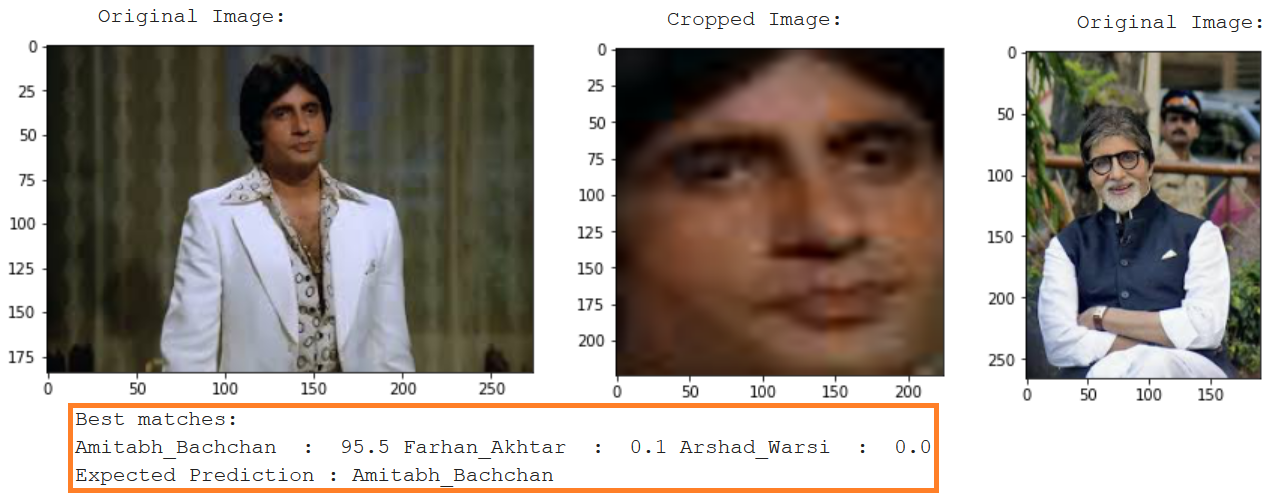 Original Image:
Cropped Image:
Original Image:
0
25
50
75
100
125
150
175
0 50 100 150 200 250
0
25
50
75
100
125
150
175
200
0 50 100 150 200
0
50
100
150
200
250
0 50 100 150
Best matches:
Amitabh_Bachchan : 95.5 Farhan_Akhtar : 0.1 Arshad_Warsi : 0.0
Expected Prediction : Amitabh_Bachchan